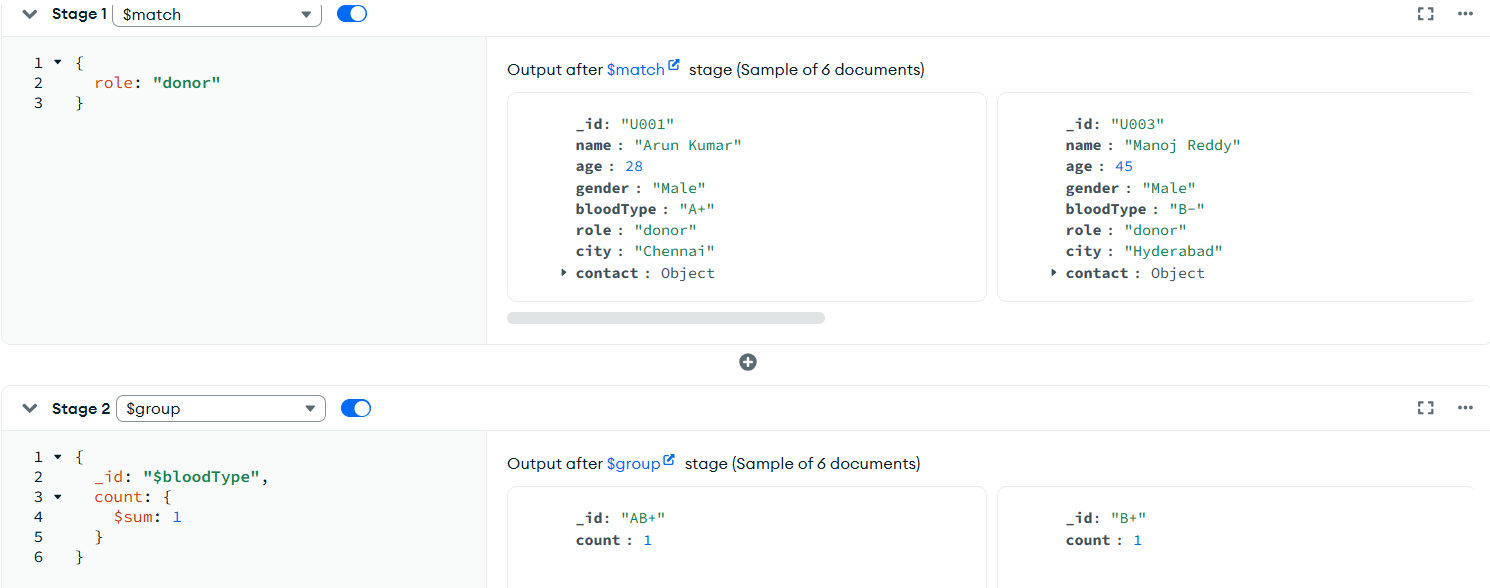 Stage 1 $match
1 {
2 role: "donor"
3 }
Output after $match stage (Sample of 6 documents)
_id: "U001"
name : "Arun Kumar"
age : 28
gender : "Male"
bloodType : "A+"
role : "donor"
city : "Chennai"
contact : Object
_id: "U003"
name : "Manoj Reddy"
age : 45
gender : "Male"
bloodType : "B-"
role : "donor"
city : "Hyderabad"
contact : Object
Stage 2 $group
1 {
2 _id: "$bloodType",
3 count: {
4 $sum: 1
5 }
6 }
Output after $group stage (Sample of 6 documents)
_id: "AB+"
count : 1
_id: "B+"
count : 1